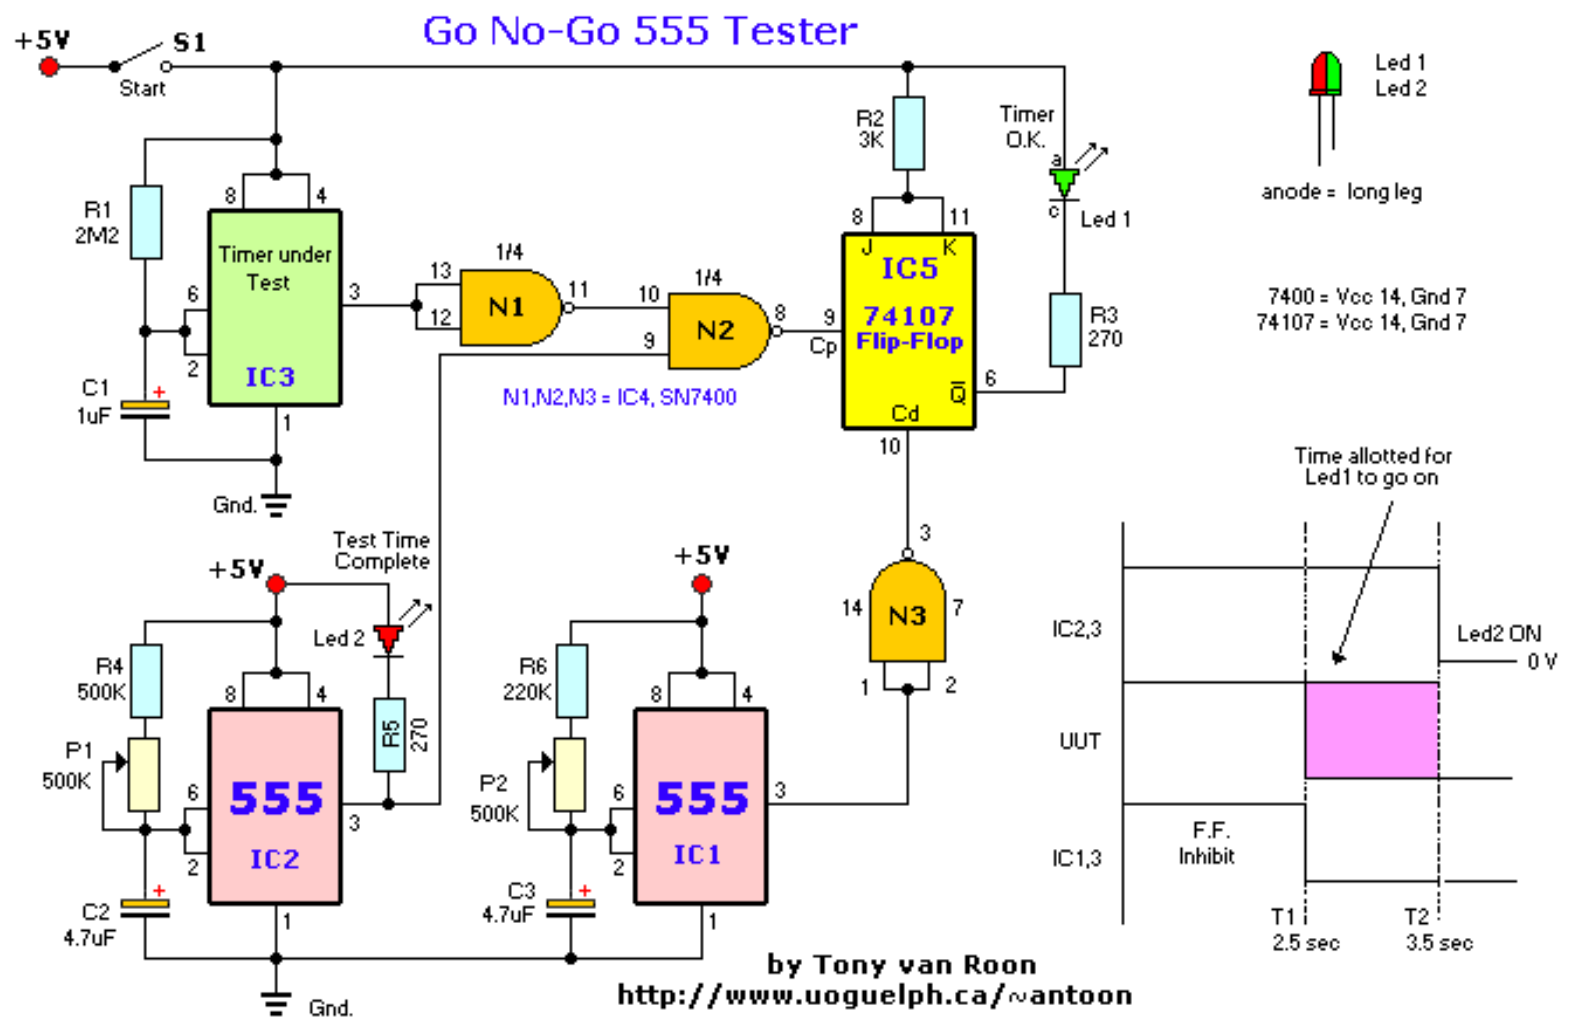 Go No-Go 555 Tester
+5V
S1
Start
Led 1
Led 2
anode = long leg
7400 = Vcc 14, Gnd 7
74107 = Vcc 14, Gnd 7
R1
2M2
8
4
Timer under
Test
6
2
3
IC3
1
C1
+
1uF
Gnd.
1/4
13
12
N1
11
1/4
10
9
N2
8
N1,N2,N3 = IC4, SN7400
R2
3K
8
11
J
K
IC5
74107
Flip-Flop
9
Cp
Q
6
Cd
10
Timer
O.K.
a
c
Led 1
R3
270
3
14
N3
7
1
2
Test Time
Complete
+5V
Led 2
R4
500K
8
4
R5
270
P1
500K
6
2
555
IC2
3
1
C2
+
4.7uF
Gnd.
+5V
R6
220K
8
4
P2
500K
6
2
555
IC1
3
1
C3
+
4.7uF
Time allotted for
Led1 to go on
IC2,3
Led2 ON
0 V
UUT
F.F.
Inhibit
IC1,3
T1
2.5 sec
T2
3.5 sec
by Tony van Roon
http://www.uoguelph.ca/~antoon